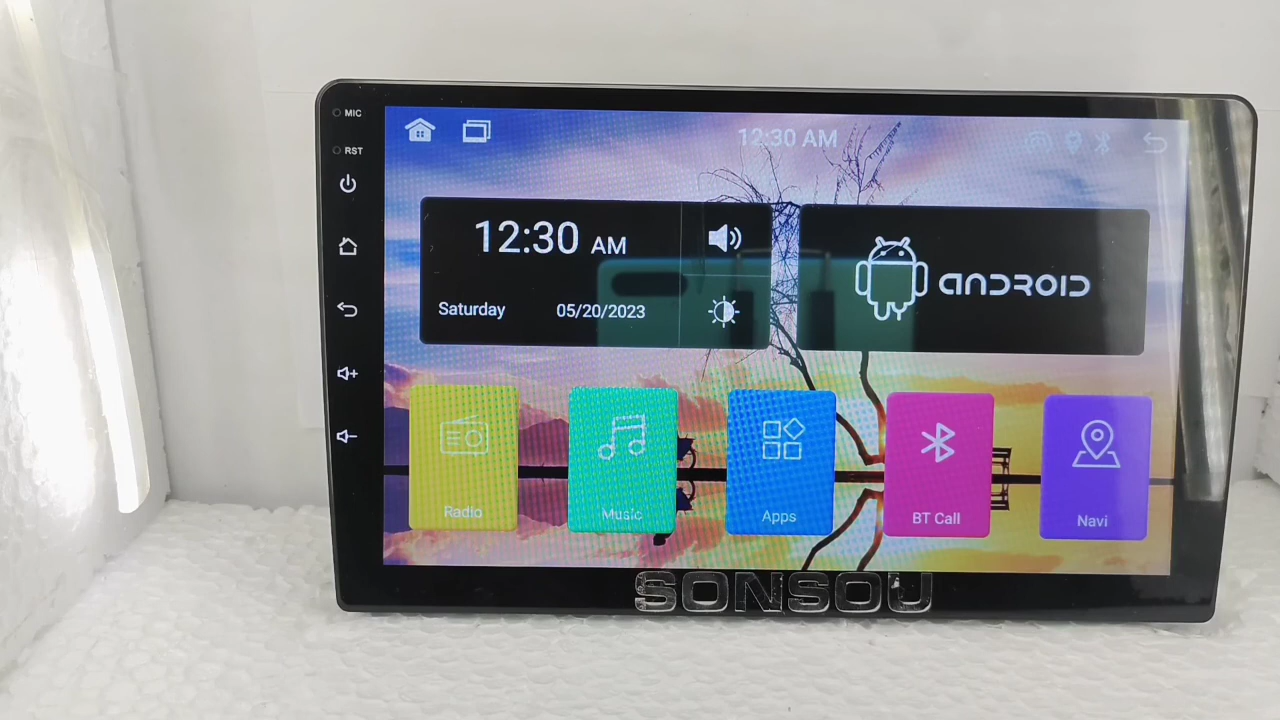 MIC
RST
12:30 AM
12:30 AM
Saturday 05/20/2023
ANDROID
Radio
Music
Apps
BT Call
Navi
SONSOU